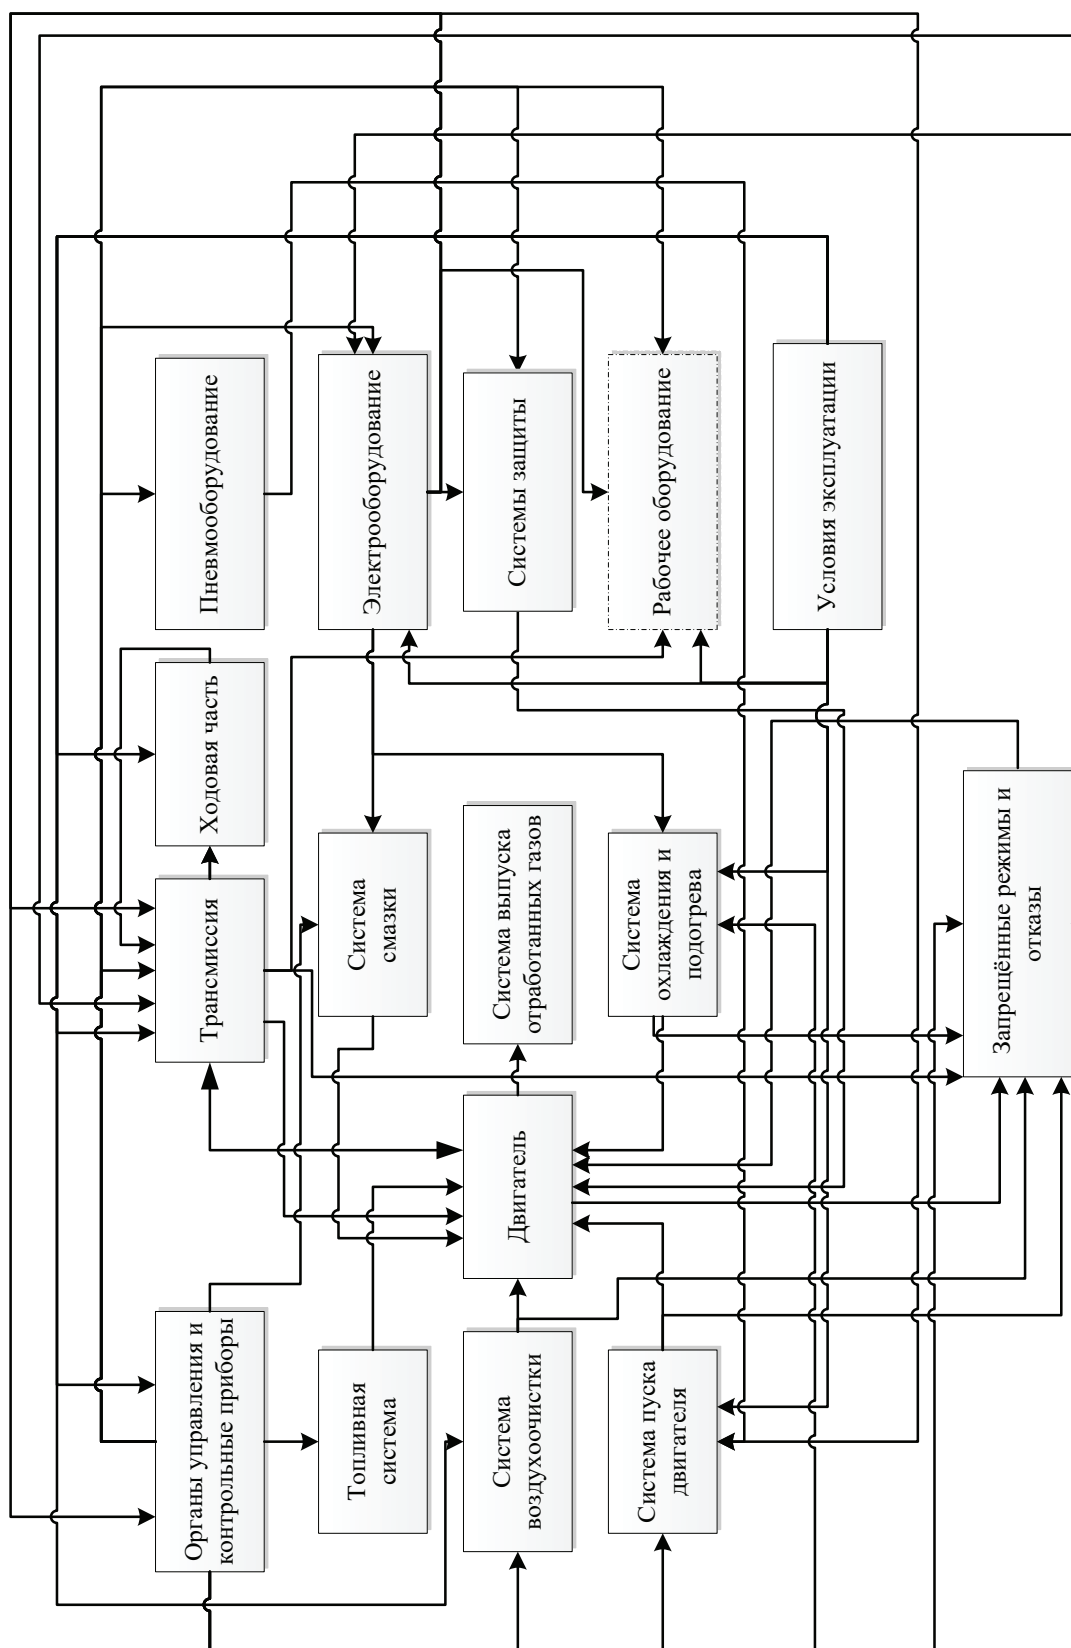 Органы управления и
контрольные приборы
Трансмиссия
Ходовая часть
Пневмооборудование
Топливная
система
Система
смазки
Электрооборудование
Система
воздухоочистки
Двигатель
Система выпуска
отработанных газов
Системы защиты
Система пуска
двигателя
Система
охлаждения и
подогрева
Рабочее оборудование
Условия эксплуатации
Запрещённые режимы и
отказы